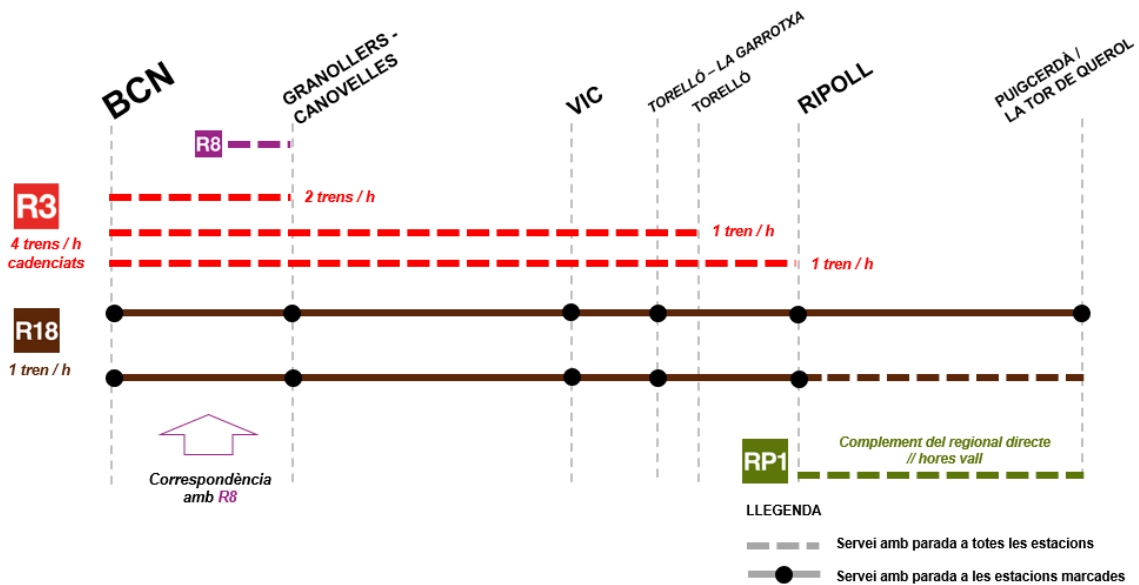 BCN
GRANOLLERS -
CANOVELLES
VIC
TORELLÓ – LA GARROTXA
TORELLÓ
RIPOLL
PUIGCERDÀ /
LA TOR DE QUEROL
R8
R3
4 trens / h
cadenciats
2 trens / h
1 tren / h
1 tren / h
R18
1 tren / h
Correspondència
amb R8
RP1
Complement del regional directe
// hores vall
LLEGENDA
Servei amb parada a totes les estacions
Servei amb parada a les estacions marcades